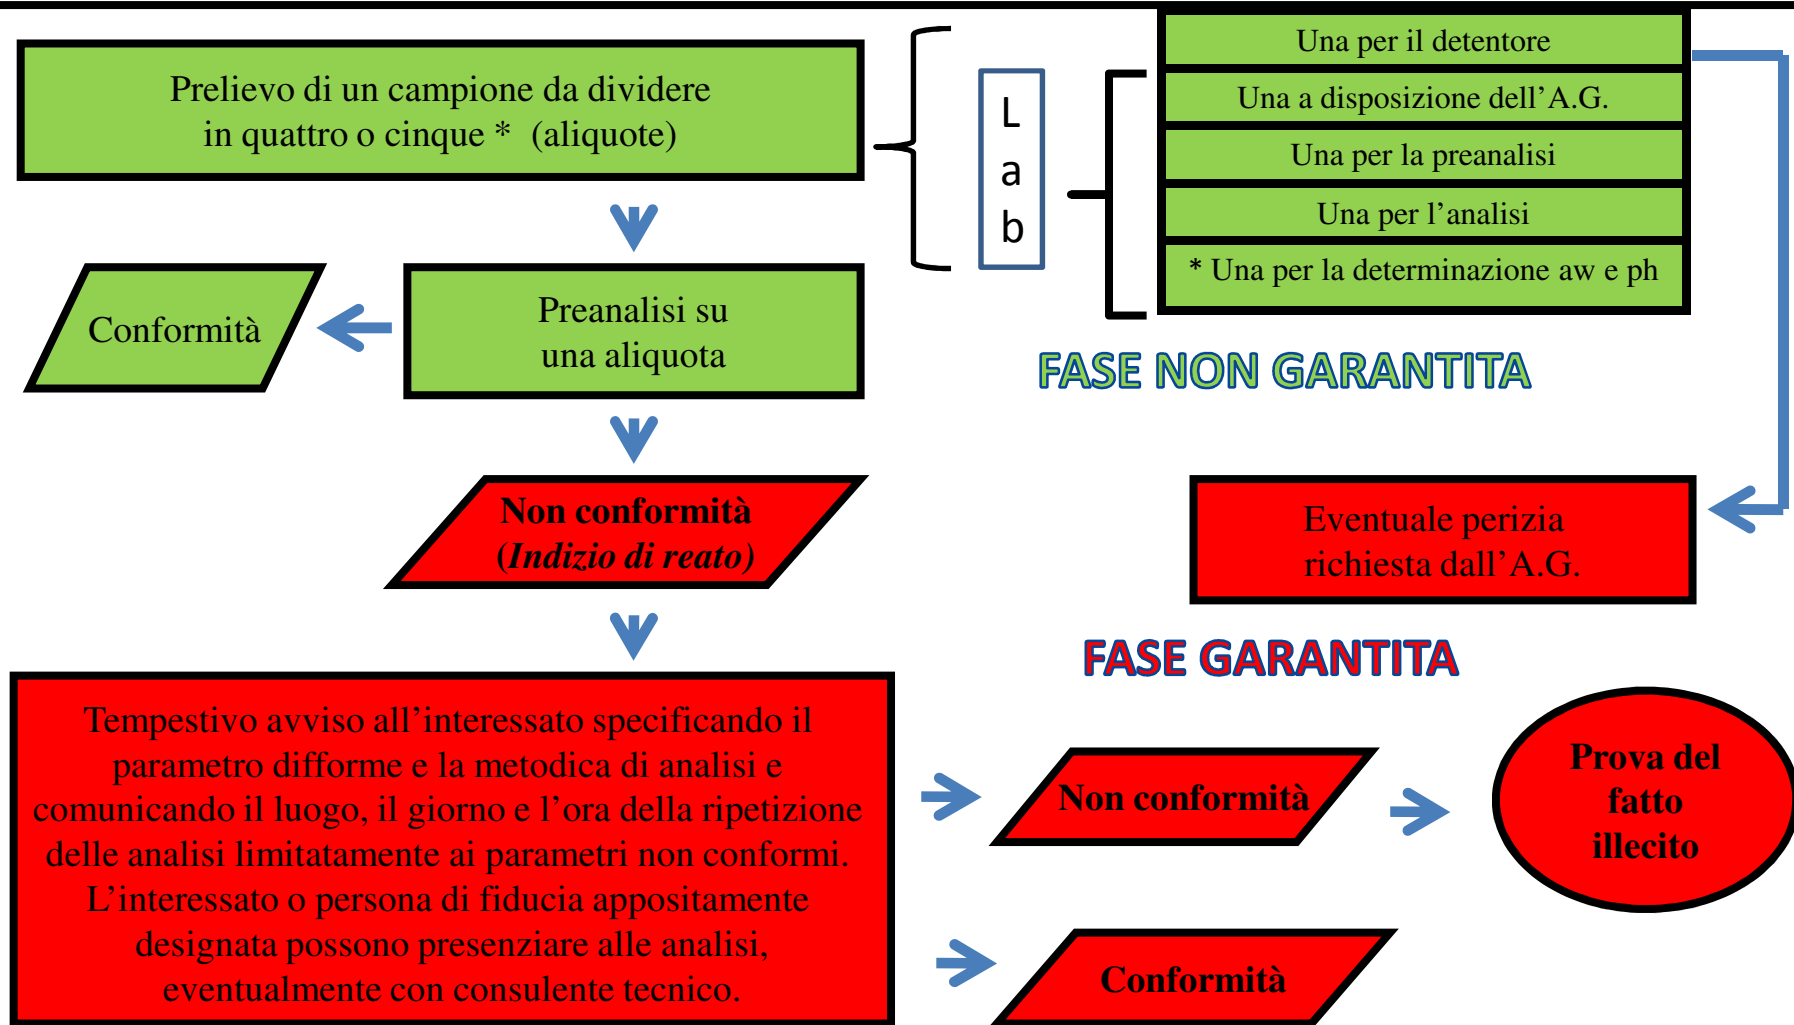 Prelievo di un campione da dividere
in quattro o cinque * (aliquote)
L
a
b
Una per il detentore
Una a disposizione dell’A.G.
Una per la preanalisi
Una per l’analisi
* Una per la determinazione aw e ph
Conformità
Preanalisi su
una aliquota
FASE NON GARANTITA
Non conformità
(Indizio di reato)
Eventuale perizia
richiesta dall’A.G.
FASE GARANTITA
Tempestivo avviso all’interessato specificando il
parametro difforme e la metodica di analisi e
comunicando il luogo, il giorno e l’ora della ripetizione
delle analisi limitatamente ai parametri non conformi.
L’interessato o persona di fiducia appositamente
designata possono presenziare alle analisi,
eventualmente con consulente tecnico.
Non conformità
Prova del
fatto
illecito
Conformità